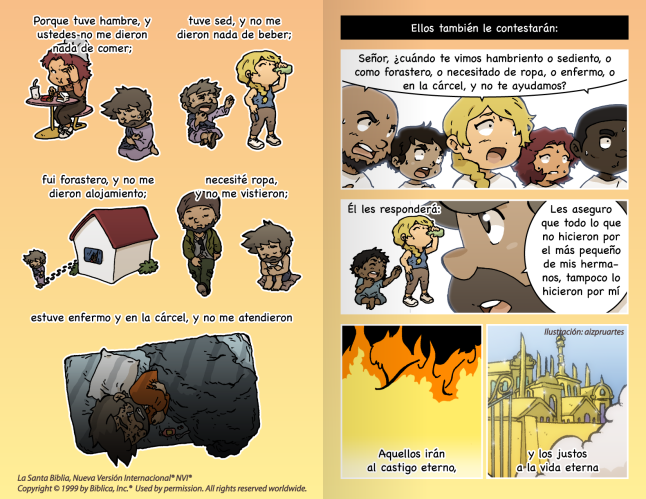 Porque tuve hambre, y
ustedes no me dieron
nada de comer;
tuve sed, y no me
dieron nada de beber;
fui forastero, y no me
dieron alojamiento;
necesité ropa,
y no me vistieron;
estuve enfermo y en la cárcel, y no me atendieron
La Santa Biblia, Nueva Versión Internacional® NVI®
Copyright © 1999 by Biblica, Inc.® Used by permission. All rights reserved worldwide.
Ellos también le contestarán:
Señor, ¿cuándo te vimos hambriento o sediento, o
como forastero, o necesitado de ropa, o enfermo, o
en la cárcel, y no te ayudamos?
Él les responderá:
Les aseguro
que todo lo que
no hicieron por
el más pequeño
de mis herma-
nos, tampoco lo
hicieron por mí
Aquellos irán
al castigo eterno,
Ilustración: aizpruartes
y los justos
a la vida eterna